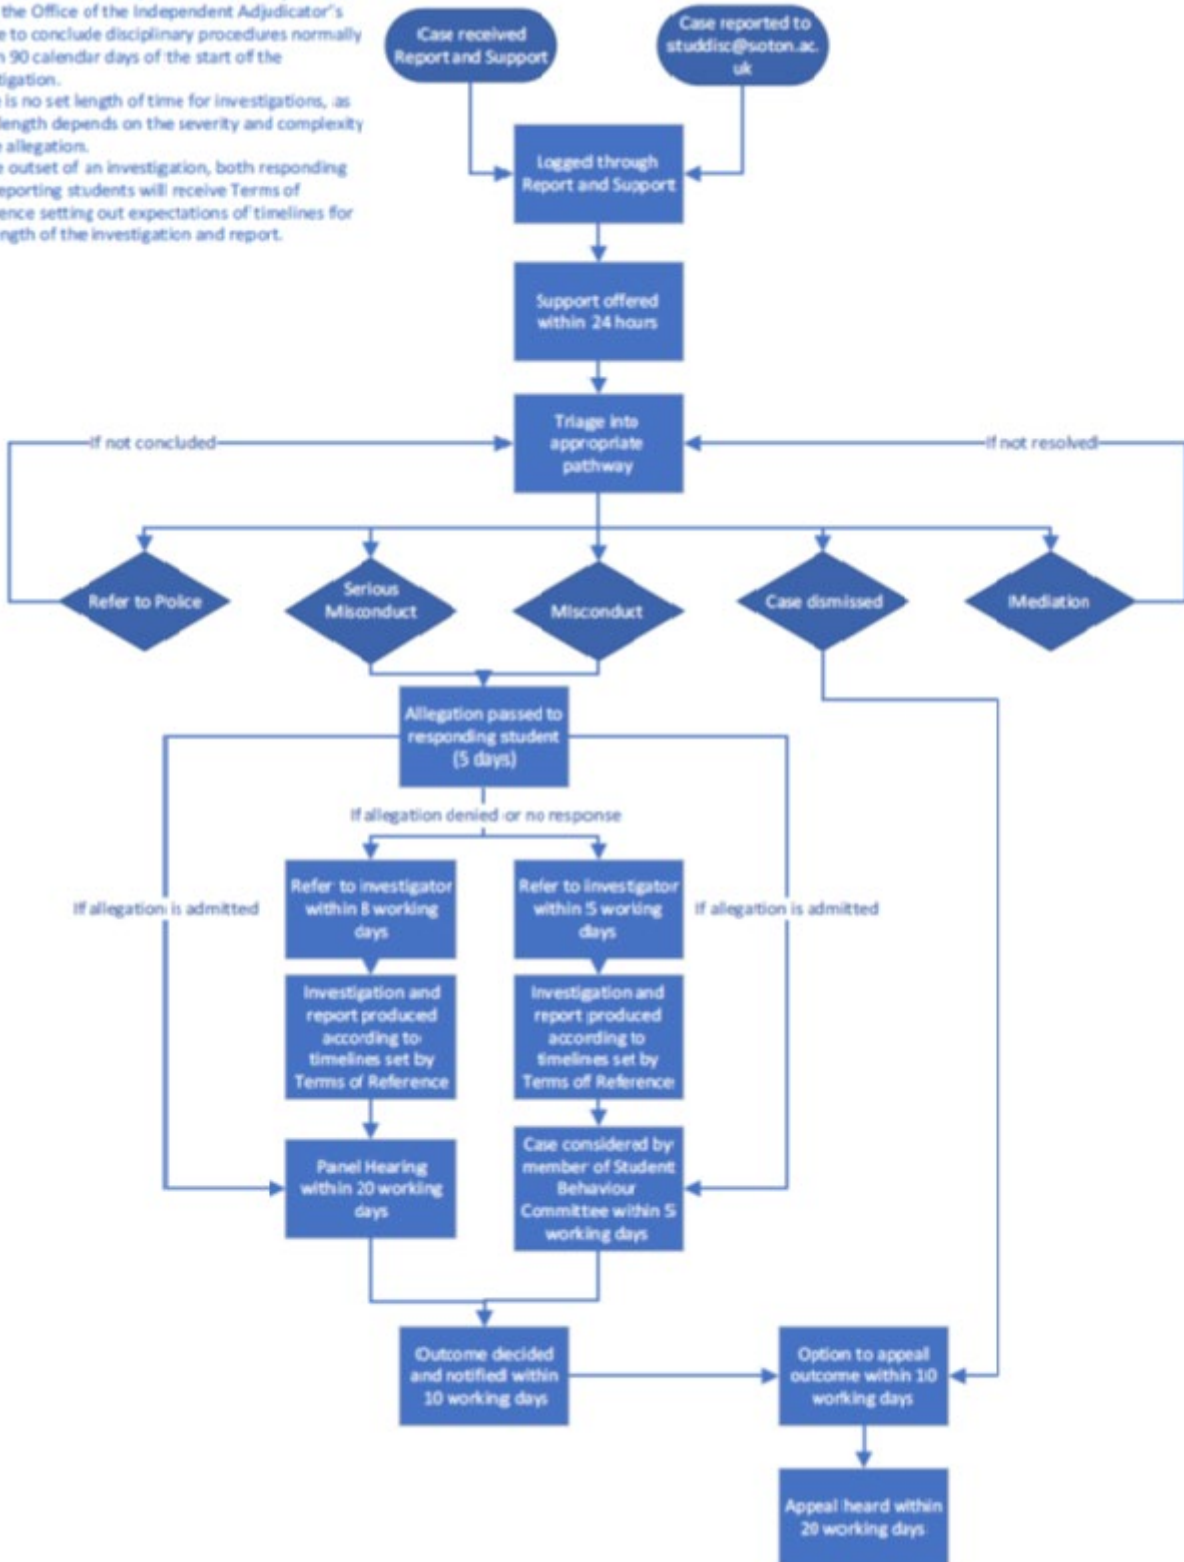 the Office of the Independent Adjudicator's
e to conclude disciplinary procedures normally
n 90 calendar days of the start of the
tigation.
e is no set length of time for investigations, as
length depends on the severity and complexity
e allegation.
e outset of an investigation, both responding
eporting students will receive Terms of
ence setting out expectations of timelines for
ngth of the investigation and report.
Case received
Report and Support
Case reported to
studdisc@soton.ac.
uk
Logged through
Report and Support
Support offered
within 24 hours
Triage into
appropriate
pathway
If not concluded
If not resolved
Refer to Police
Serious
Misconduct
Misconduct
Case dismissed
Mediation
Allegation passed to
responding student
(5 days)
If allegation denied or no response
If allegation is admitted
Refer to investigator
within 8 working
days
Refer to investigator
within 5 working
days
If allegation is admitted
Investigation and
report produced
according to
timelines set by
Terms of Reference
Investigation and
report produced
according to
timelines set by
Terms of Reference
Panel Hearing
within 20 working
days
Case considered by
member of Student
Behaviour
Committee within 5
working days
Outcome decided
and notified within
10 working days
Option to appeal
outcome within 10
working days
Appeal heard within
20 working days